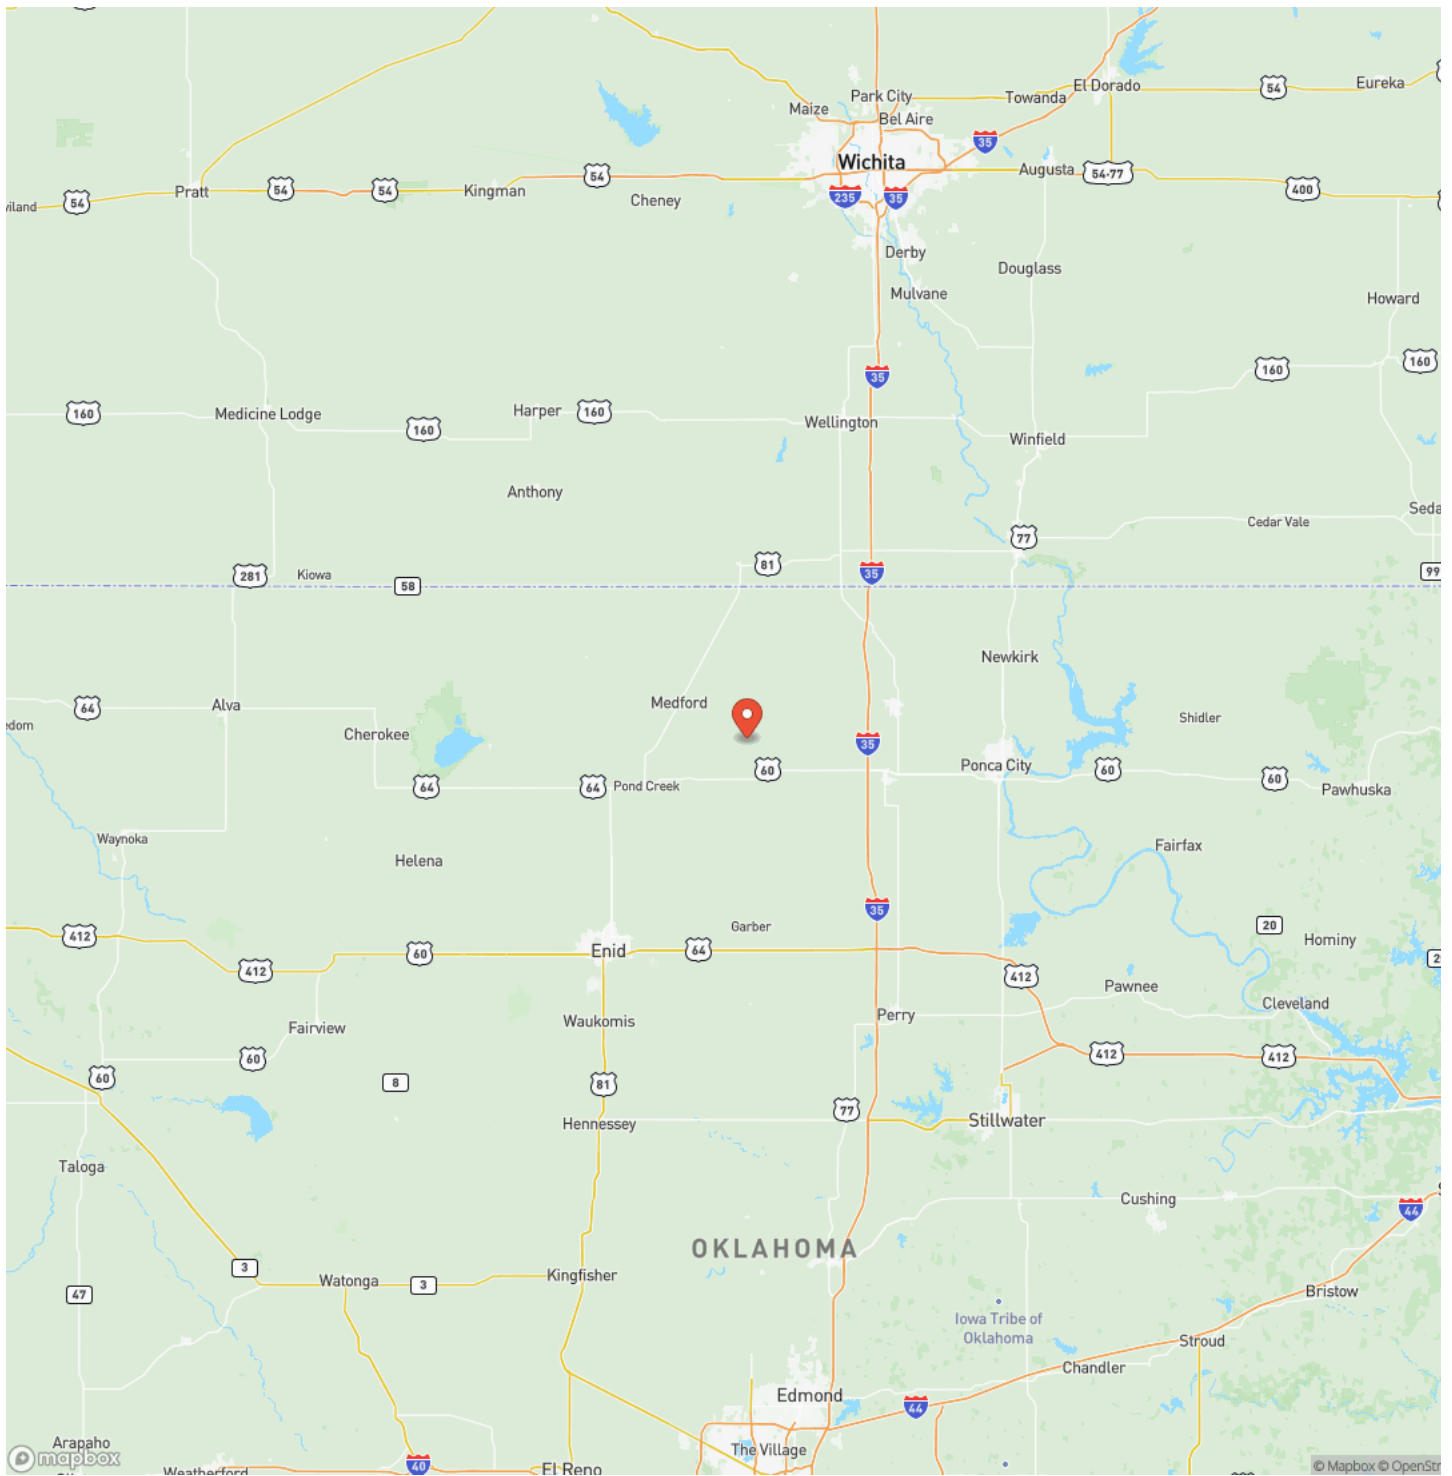 Park City
El Dorado
54
Eureka
Maize
Towanda
Bel Aire
35
Wichita
Augusta
54-77
Pratt
54
54
54
Kingman
400
54
Cheney
235
35
viland
Derby
Douglass
Mulvane
Howard
160
35
160
160
Medicine Lodge
Harper
160
Wellington
160
Winfield
Anthony
Seda
Cedar Vale
77
281
Kiowa
58
81
35
99
Newkirk
64
Alva
Medford
Shidler
edom
Cherokee
35
Ponca City
60
60
60
64
64
Pond Creek
Pawhuska
Waynoka
Helena
Fairfax
35
Garber
20
412
412
60
Enid
64
Hominy
412
Pawnee
Cleveland
Fairview
Waukomis
Perry
60
412
412
60
8
81
77
Hennessey
Stillwater
Taloga
Cushing
44
OKLAHOMA
3
Kingfisher
Watonga
3
47
Bristow
Iowa Tribe of
Oklahoma
Stroud
Chandler
Edmond
44
Arapaho
The Village
mapbox
40
El Reno
Weatherford
© Mapbox © OpenStr